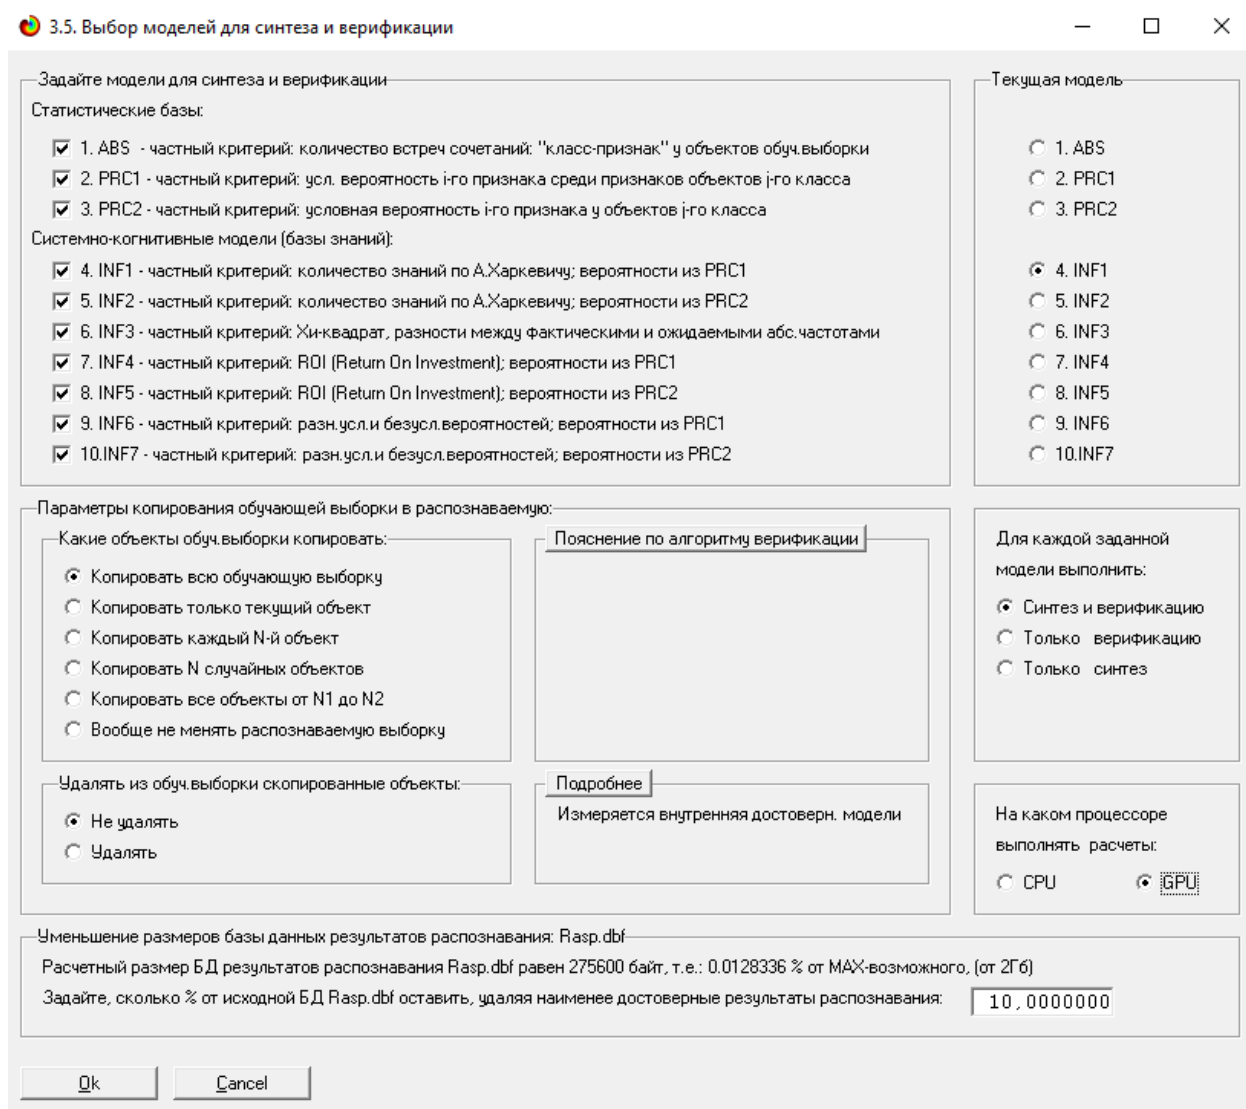 3.5. Выбор моделей для синтеза и верификации
Задайте модели для синтеза и верификации
Статистические базы:
1. ABS - частный критерий: количество встреч сочетаний: "класс-признак" у объектов обуч.выборки
2. PRC1 - частный критерий: усл. вероятность i-го признака среди признаков объектов j-го класса
3. PRC2 - частный критерий: условная вероятность i-го признака у объектов j-го класса
Системно-когнитивные модели (базы знаний):
4. INF1 - частный критерий: количество знаний по А.Харкевичу; вероятности из PRC1
5. INF2 - частный критерий: количество знаний по А.Харкевичу; вероятности из PRC2
6. INF3 - частный критерий: Хи-квадрат, разности между фактическими и ожидаемыми абс.частотами
7. INF4 - частный критерий: ROI (Return On Investment); вероятности из PRC1
8. INF5 - частный критерий: ROI (Return On Investment); вероятности из PRC2
9. INF6 - частный критерий: разн.усл.и безусл.вероятностей; вероятности из PRC1
10.INF7 - частный критерий: разн.усл.и безусл.вероятностей; вероятности из PRC2
Текущая модель
1. ABS
2. PRC1
3. PRC2
4. INF1
5. INF2
6. INF3
7. INF4
8. INF5
9. INF6
10.INF7
Параметры копирования обучающей выборки в распознаваемую:
Какие объекты обуч.выборки копировать:
Копировать всю обучающую выборку
Копировать только текущий объект
Копировать каждый N-й объект
Копировать N случайных объектов
Копировать все объекты от N1 до N2
Вообще не менять распознаваемую выборку
Пояснение по алгоритму верификации
Удалять из обуч.выборки скопированные объекты:
Не удалять
Удалять
Подробнее
Измеряется внутренняя достоверн. модели
Для каждой заданной
модели выполнить:
Синтез и верификацию
Только верификацию
Только синтез
На каком процессоре
выполнять расчеты:
CPU
GPU
Уменьшение размеров базы данных результатов распознавания: Rasp.dbf
Расчетный размер БД результатов распознавания Rasp.dbf равен 275600 байт, т.е.: 0.0128336 % от MAX-возможного, (от 2Гб)
Задайте, сколько % от исходной БД Rasp.dbf оставить, удаляя наименее достоверные результаты распознавания:
10,0000000
Ok
Cancel